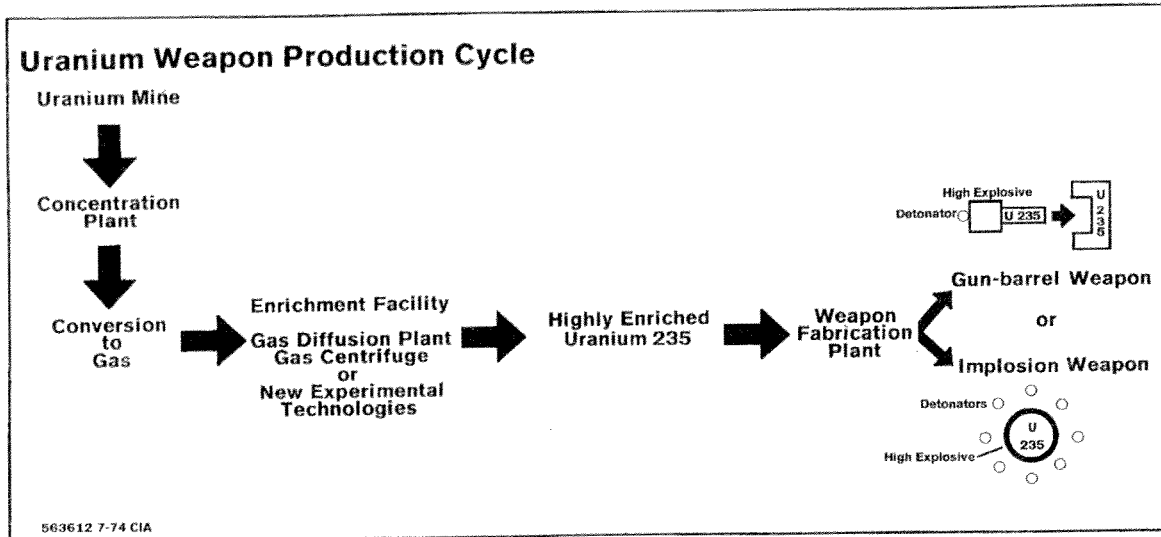 Uranium Weapon Production Cycle
Uranium Mine
Concentration
Plant
Conversion
to
Gas
Enrichment Facility
Gas Diffusion Plant
Gas Centrifuge
or
New Experimental
Technologies
Highly Enriched
Uranium 235
Weapon
Fabrication
Plant
High Explosive
Detonator
U 235
U
2
3
5
Gun-barrel Weapon
or
Implosion Weapon
Detonators
U
235
High Explosive
563612 7-74 CIA